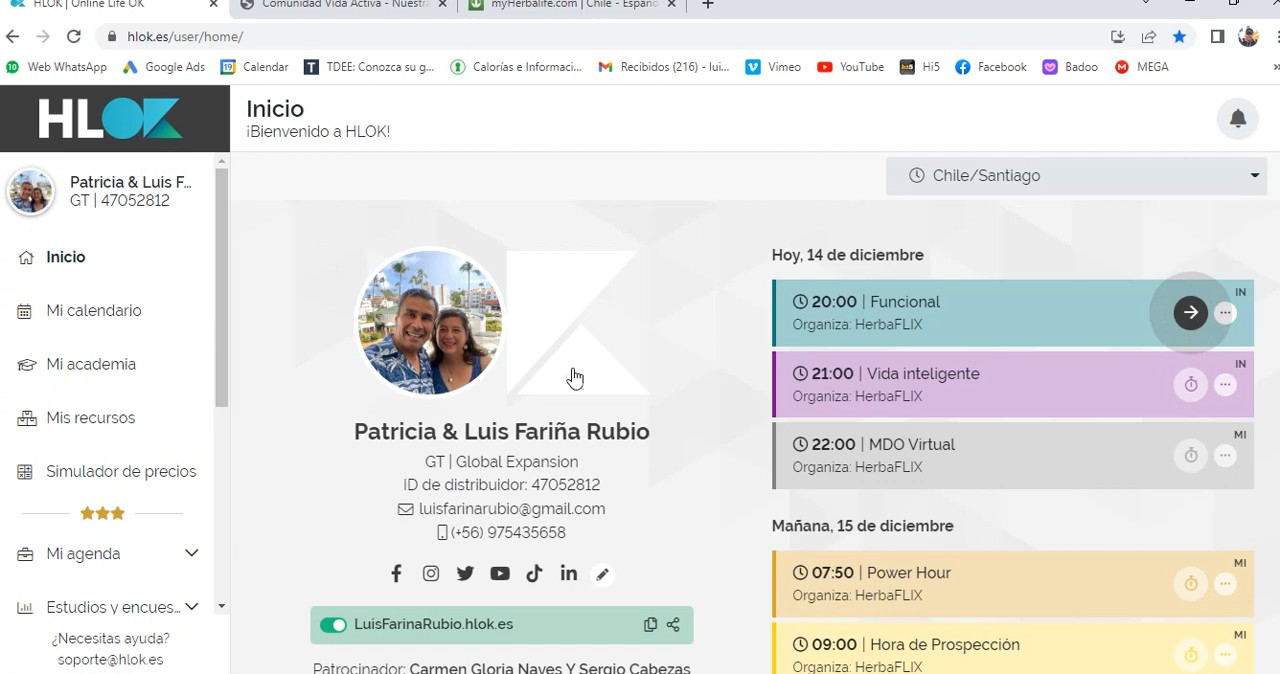 HLOK | Online Life OK
Comunidad Vida Activa - Nuestra
myHerbalife.com | Chile - Español
hlok.es/user/home/
Web WhatsApp
Google Ads
19
Calendar
T
TDEE: Conozca su g...
Calorías e Informaci...
Recibidos (216) - lui...
Vimeo
YouTube
hi5
Hi5
Facebook
Badoo
MEGA
»
HLOK
Inicio
¡Bienvenido a HLOK!
Patricia & Luis F...
GT | 47052812
Chile/Santiago
Inicio
Mi calendario
Mi academia
Mis recursos
Simulador de precios
Mi agenda
Estudios y encues...
¿Necesitas ayuda?
soporte@hlok.es
Patricia & Luis Fariña Rubio
GT | Global Expansion
ID de distribuidor: 47052812
luisfarinarubio@gmail.com
(+56) 975435658
LuisFarinaRubio.hlok.es
Patrocinador: Carmen Gloria Naves Y Sergio Cabezas
Hoy, 14 de diciembre
20:00 | Funcional
Organiza: HerbaFLIX
IN
21:00 | Vida inteligente
Organiza: HerbaFLIX
IN
22:00 | MDO Virtual
Organiza: HerbaFLIX
MI
Mañana, 15 de diciembre
07:50 | Power Hour
Organiza: HerbaFLIX
MI
09:00 | Hora de Prospección
Organiza: HerbaFLIX
MI